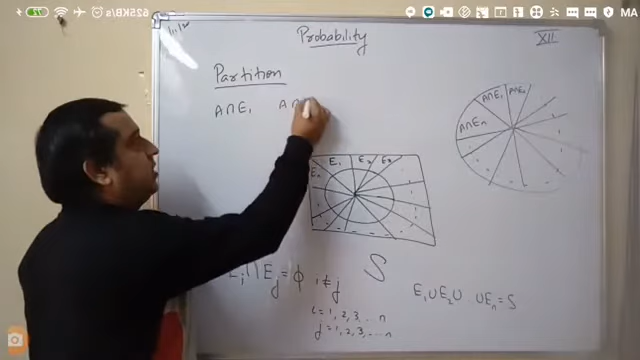 Probability
XII
Partition
A∩E₁ A∩
A∩Eₙ A∩E₁ A∩E₂
Eₙ E₁ E₂ E₃
∩Eⱼ = ϕ , i≠j
S
i = 1, 2, 3, ... n
j = 1, 2, 3, ... n
E₁∪E₂∪ ∪Eₙ = S